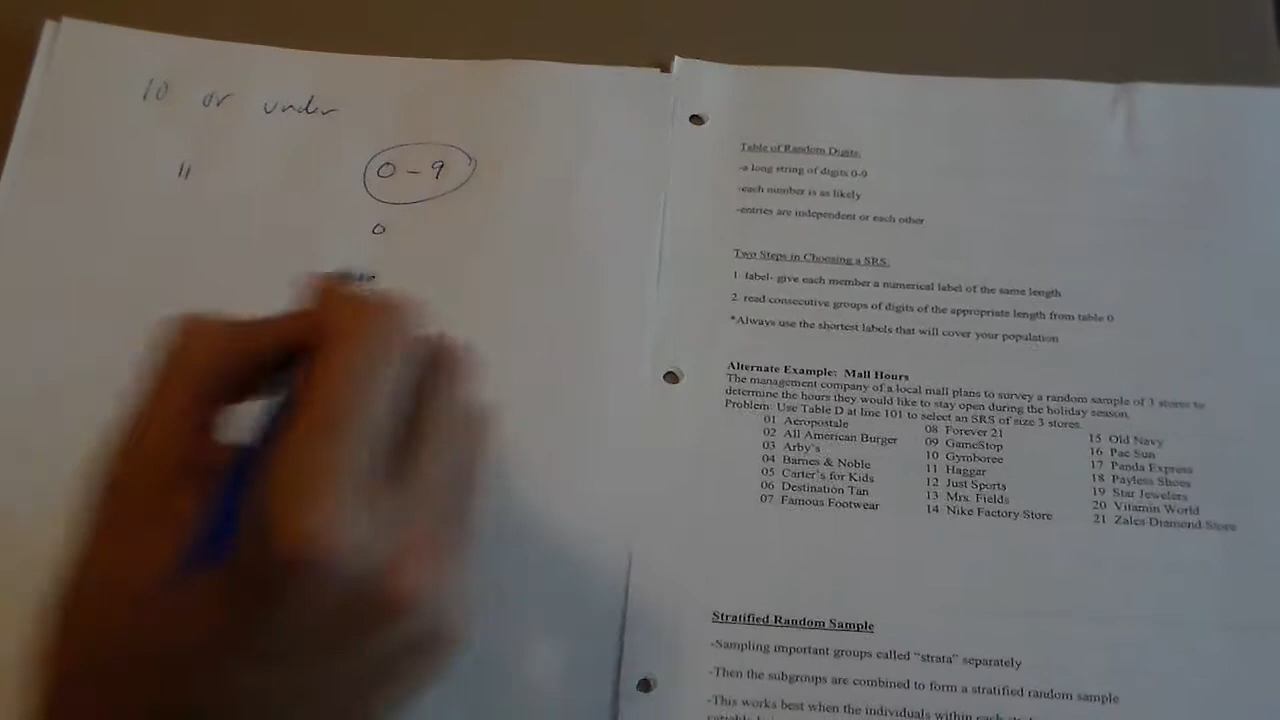 10 or under
11
0-9
0
Table of Random Digits:
-a long string of digits 0-9
-each number is as likely
-entries are independent or each other
Two Steps in Choosing a SRS:
1. label- give each member a numerical label of the same length
2. read consecutive groups of digits of the appropriate length from table 0
*Always use the shortest labels that will cover your population
Alternate Example: Mall Hours
The management company of a local mall plans to survey a random sample of 3 stores to
determine the hours they would like to stay open during the holiday season.
Problem: Use Table D at line 101 to select an SRS of size 3 stores.
01 Aeropostale
02 All American Burger
03 Arby's
04 Barnes & Noble
05 Carter's for Kids
06 Destination Tan
07 Famous Footwear
08 Forever 21
09 GameStop
10 Gymboree
11 Haggar
12 Just Sports
13 Mrs. Fields
14 Nike Factory Store
15 Old Navy
16 Pac Sun
17 Panda Express
18 Payless Shoes
19 Star Jewelers
20 Vitamin World
21 Zales Diamond Store
Stratified Random Sample
-Sampling important groups called "strata" separately
-Then the subgroups are combined to form a stratified random sample
-This works best when the individuals within each